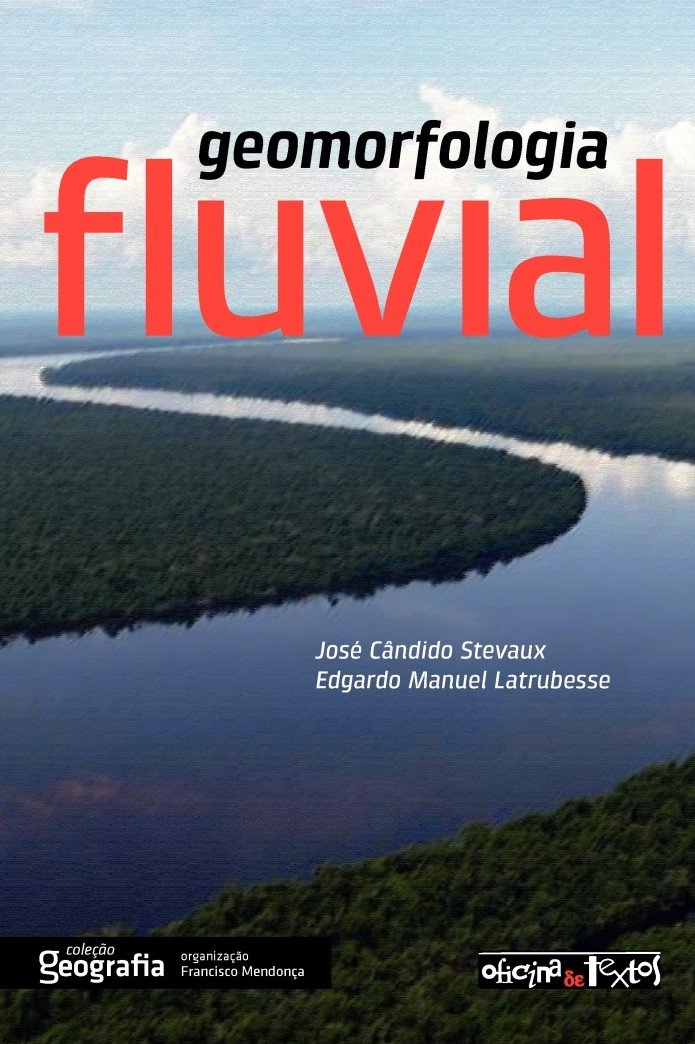 geomorfologia
fluvial
José Cândido Stevaux
Edgardo Manuel Latrubesse
coleção
geografia
organização
Francisco Mendonça
oficina de textos